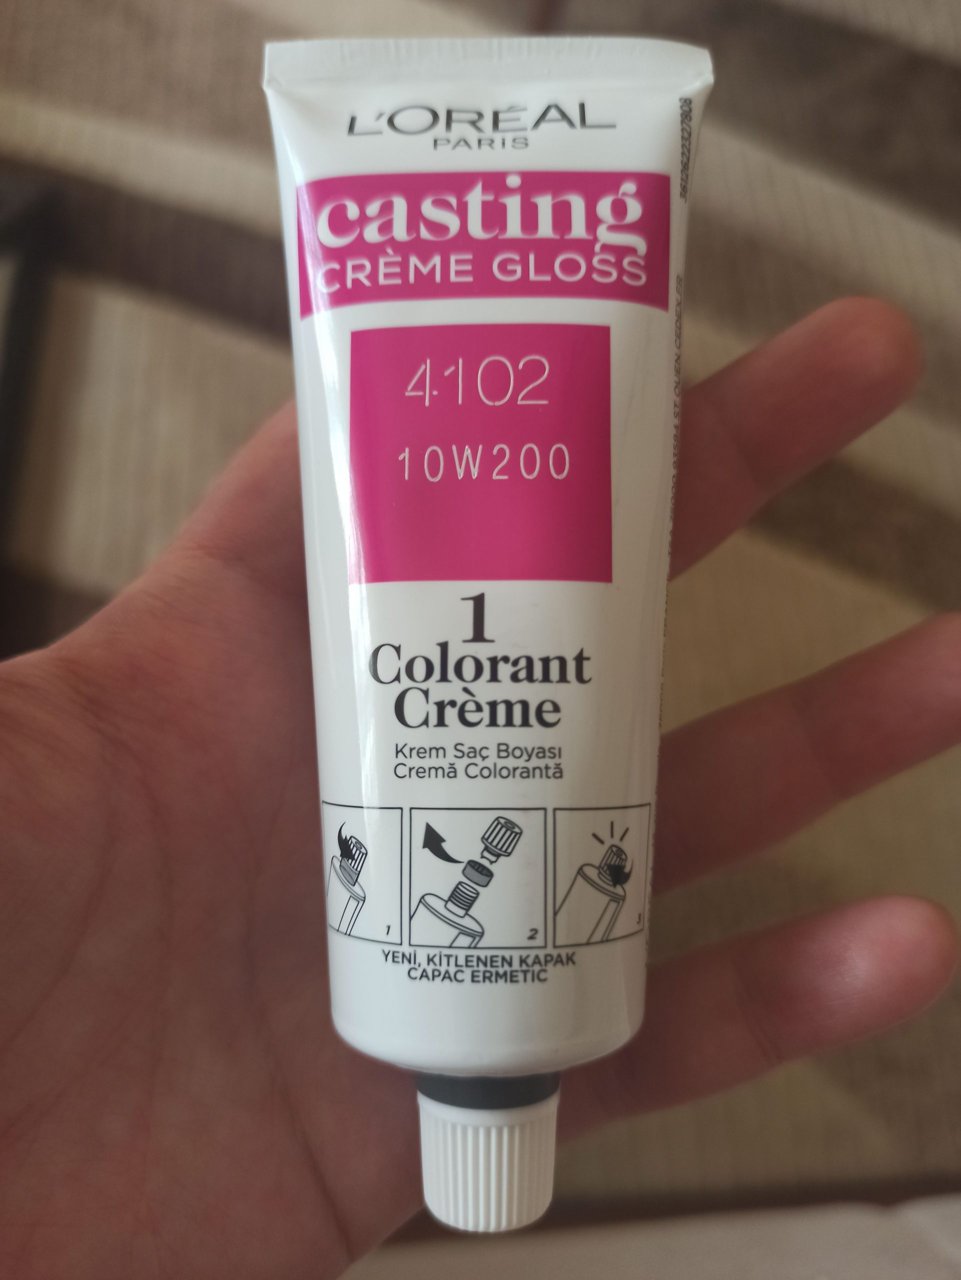 L'ORÉAL
PARIS
casting
CRÈME GLOSS
4102
10W200
1
Colorant
Crème
Krem Saç Boyası
Cremă Colorantă
1
2
3
YENİ, KİTLENEN KAPAK
CAPAC ERMETIC